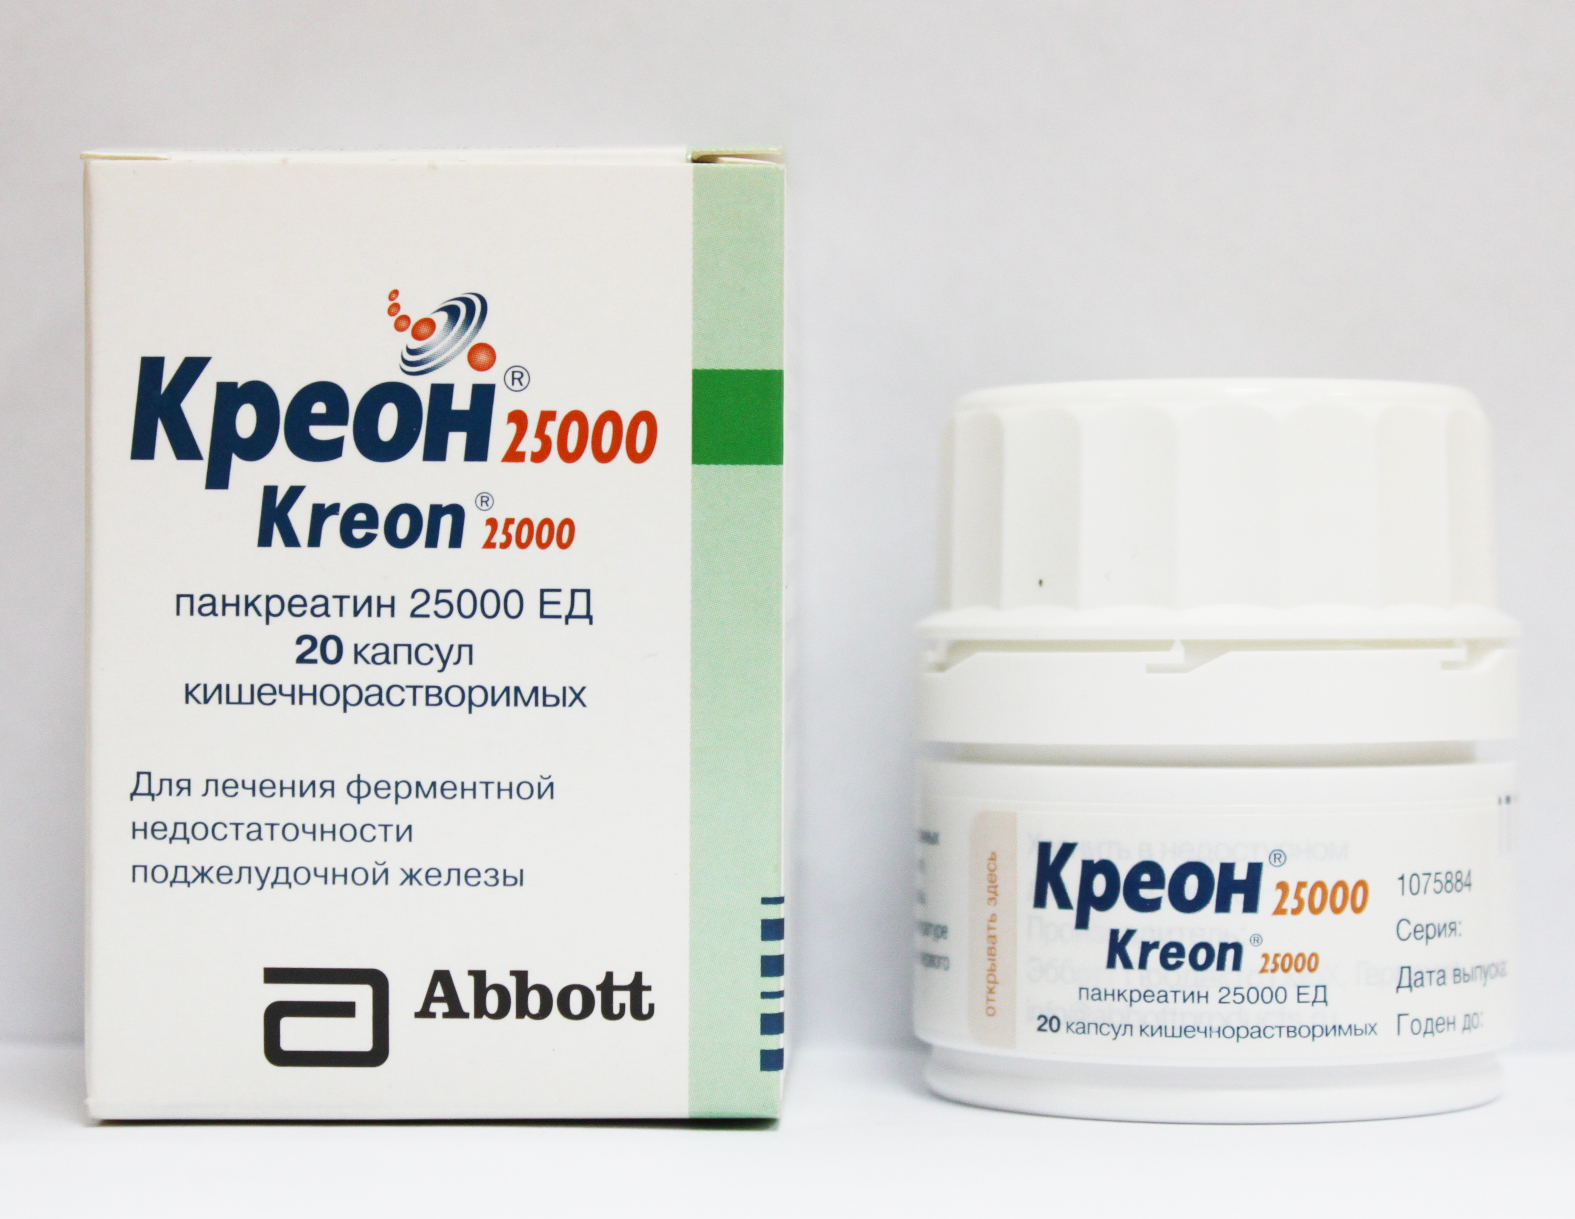 Креон® 25000
Kreon® 25000
панкреатин 25000 ЕД
20 капсул
кишечнорастворимых
Для лечения ферментной
недостаточности
поджелудочной железы
Abbott
открывать здесь
Креон® 25000
Kreon® 25000
панкреатин 25000 ЕД
20 капсул кишечнорастворимых
1075884
Серия:
Дата выпуска:
Годен до: